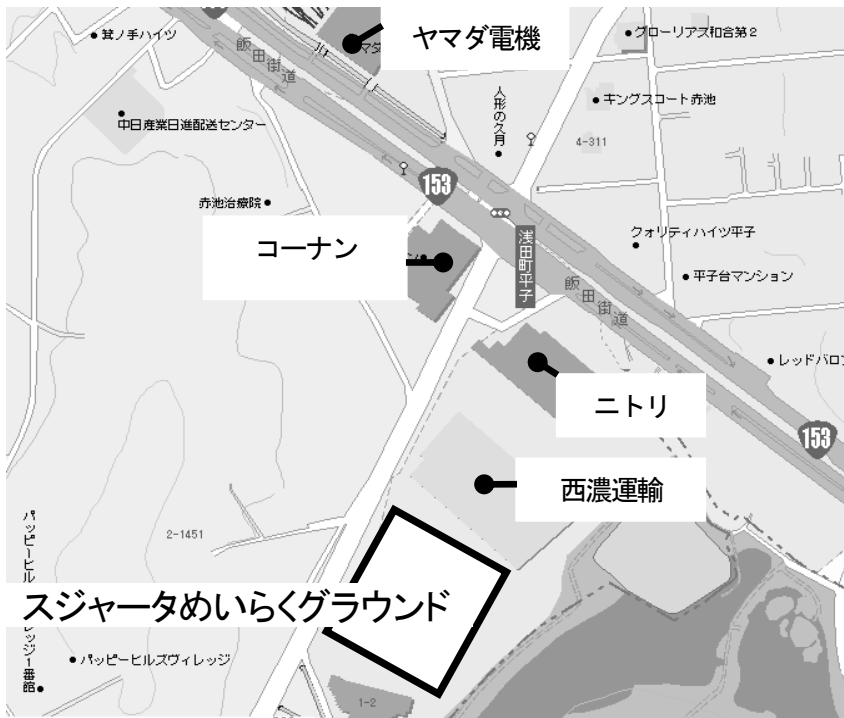 ヤマダ電機
グローリアス和合第2
箕ノ手ハイツ
飯田街道
人形の久月
キングスコート赤池
中日産業日進配送センター
4-311
153
赤池治療院
コーナン
浅田町平子
クオリティハイツ平子
平子台マンション
飯田街道
レッドバロ
ニトリ
153
西濃運輸
2-1451
スジャータめいらくグラウンド
パッピーヒルズヴィレッジ
1-2